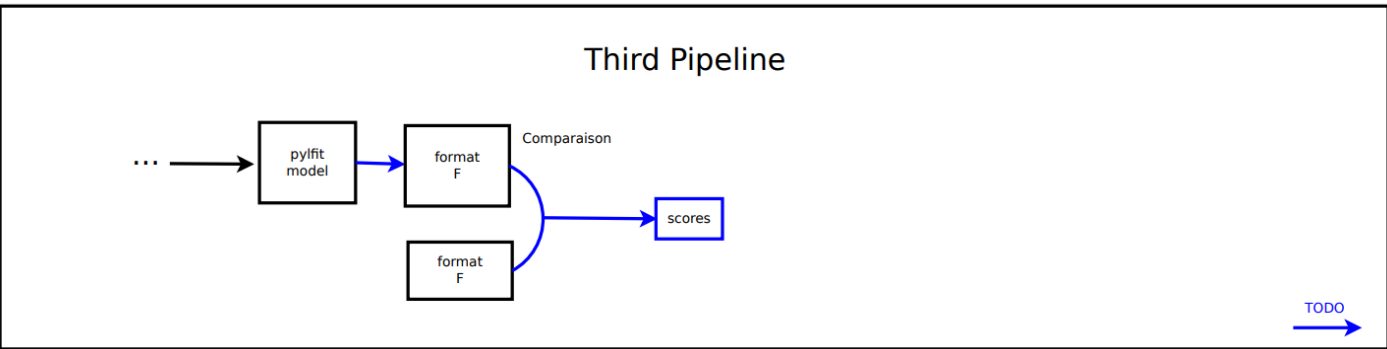 Third Pipeline
...
pylfit
model
format
F
Comparaison
format
F
scores
TODO